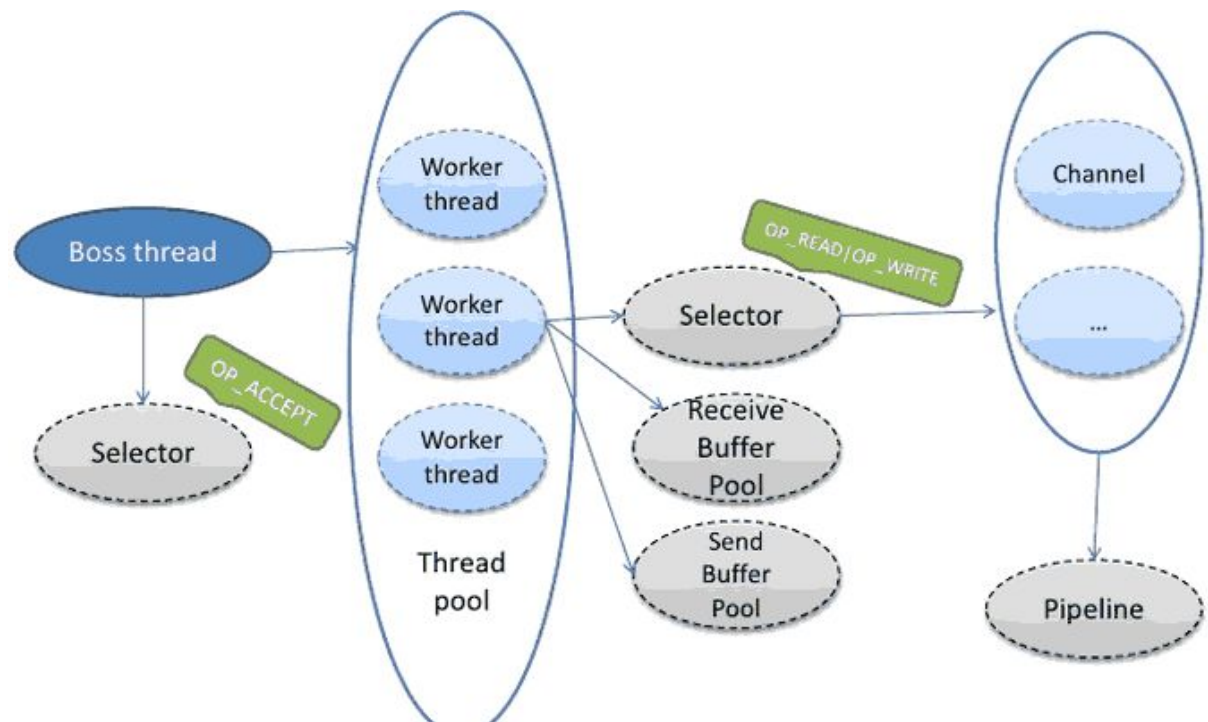 Boss thread
Selector
OP_ACCEPT
Worker
thread
Worker
thread
Worker
thread
Thread
pool
OP_READ/OP_WRITE
Selector
Receive
Buffer
Pool
Send
Buffer
Pool
Channel
...
Pipeline